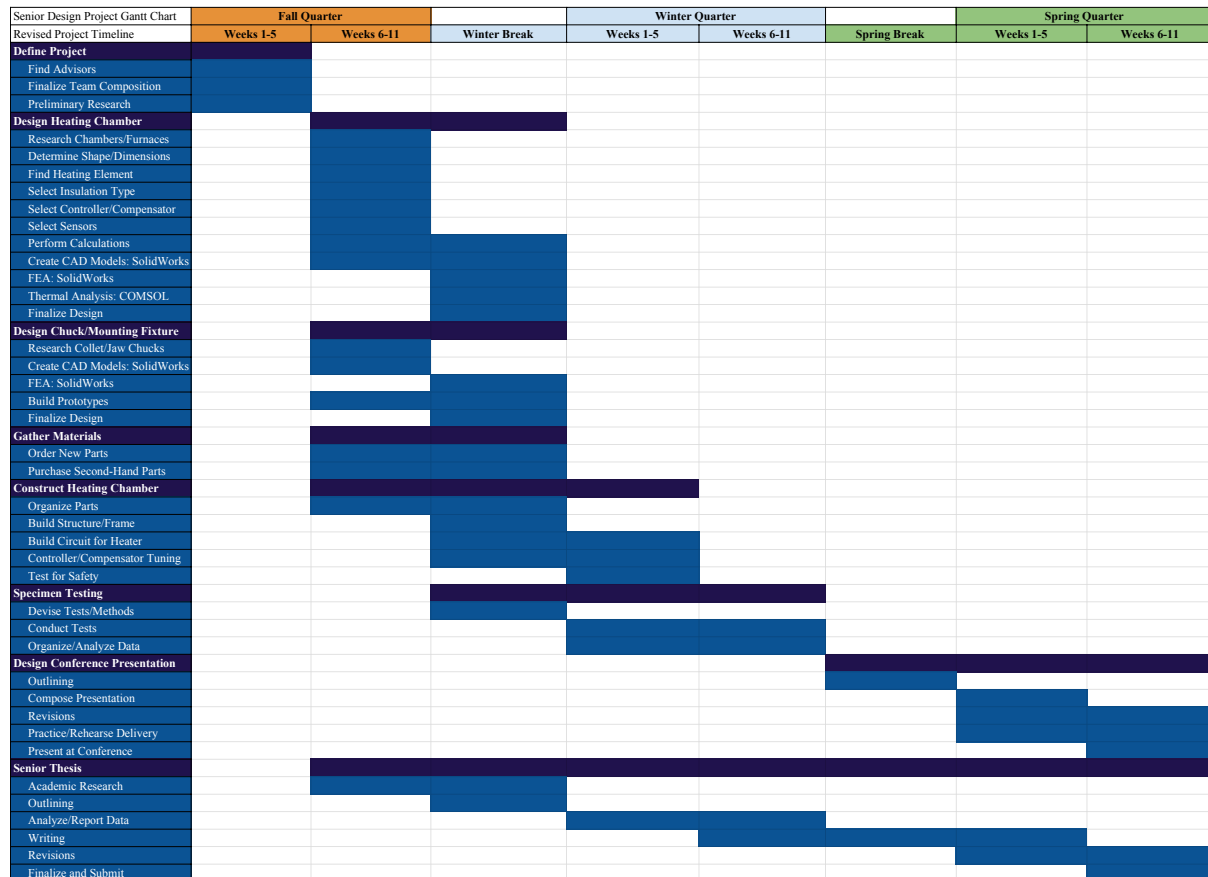 Senior Design Project Gantt Chart Fall Quarter Winter Quarter Spring Quarter
Revised Project Timeline Weeks 1-5 Weeks 6-11 Winter Break Weeks 1-5 Weeks 6-11 Spring Break Weeks 1-5 Weeks 6-11
Define Project
Find Advisors
Finalize Team Composition
Preliminary Research
Design Heating Chamber
Research Chambers/Furnaces
Determine Shape/Dimensions
Find Heating Element
Select Insulation Type
Select Controller/Compensator
Select Sensors
Perform Calculations
Create CAD Models: SolidWorks
FEA: SolidWorks
Thermal Analysis: COMSOL
Finalize Design
Design Chuck/Mounting Fixture
Research Collet/Jaw Chucks
Create CAD Models: SolidWorks
FEA: SolidWorks
Build Prototypes
Finalize Design
Gather Materials
Order New Parts
Purchase Second-Hand Parts
Construct Heating Chamber
Organize Parts
Build Structure/Frame
Build Circuit for Heater
Controller/Compensator Tuning
Test for Safety
Specimen Testing
Devise Tests/Methods
Conduct Tests
Organize/Analyze Data
Design Conference Presentation
Outlining
Compose Presentation
Revisions
Practice/Rehearse Delivery
Present at Conference
Senior Thesis
Academic Research
Outlining
Analyze/Report Data
Writing
Revisions
Finalize and Submit